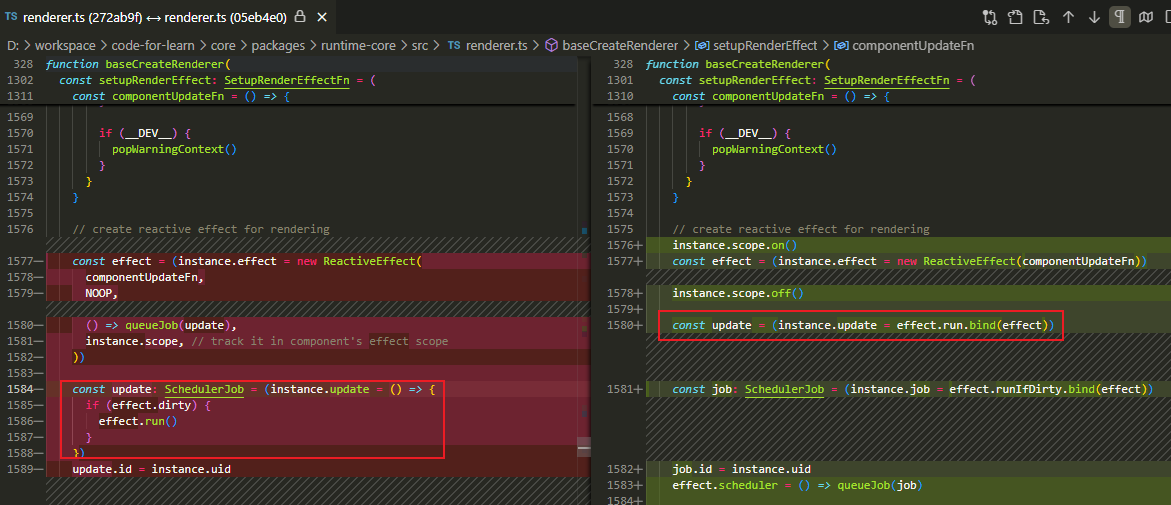 TS renderer.ts (272ab9f) ↔ renderer.ts (05eb4e0)
D: > workspace > code-for-learn > core > packages > runtime-core > src > TS renderer.ts > baseCreateRenderer > setupRenderEffect > componentUpdateFn
328 function baseCreateRenderer(
1302 const setupRenderEffect: SetupRenderEffectFn = (
1311 const componentUpdateFn = () => {
1569
1570 if (__DEV__) {
1571 popWarningContext()
1572 }
1573 }
1574 }
1575
1576 // create reactive effect for rendering
1577— const effect = (instance.effect = new ReactiveEffect(
1578— componentUpdateFn,
1579— NOOP,
1580— () => queueJob(update),
1581— instance.scope, // track it in component's effect scope
1582— ))
1583—
1584— const update: SchedulerJob = (instance.update = () => {
1585— if (effect.dirty) {
1586— effect.run()
1587— }
1588— })
1589— update.id = instance.uid
328 function baseCreateRenderer(
1301 const setupRenderEffect: SetupRenderEffectFn = (
1310 const componentUpdateFn = () => {
1568
1569 if (__DEV__) {
1570 popWarningContext()
1571 }
1572 }
1573 }
1574
1575 // create reactive effect for rendering
1576+ instance.scope.on()
1577+ const effect = (instance.effect = new ReactiveEffect(componentUpdateFn))
1578+ instance.scope.off()
1579+
1580+ const update = (instance.update = effect.run.bind(effect))
1581+ const job: SchedulerJob = (instance.job = effect.runIfDirty.bind(effect))
1582+ job.id = instance.uid
1583+ effect.scheduler = () => queueJob(job)
1584+